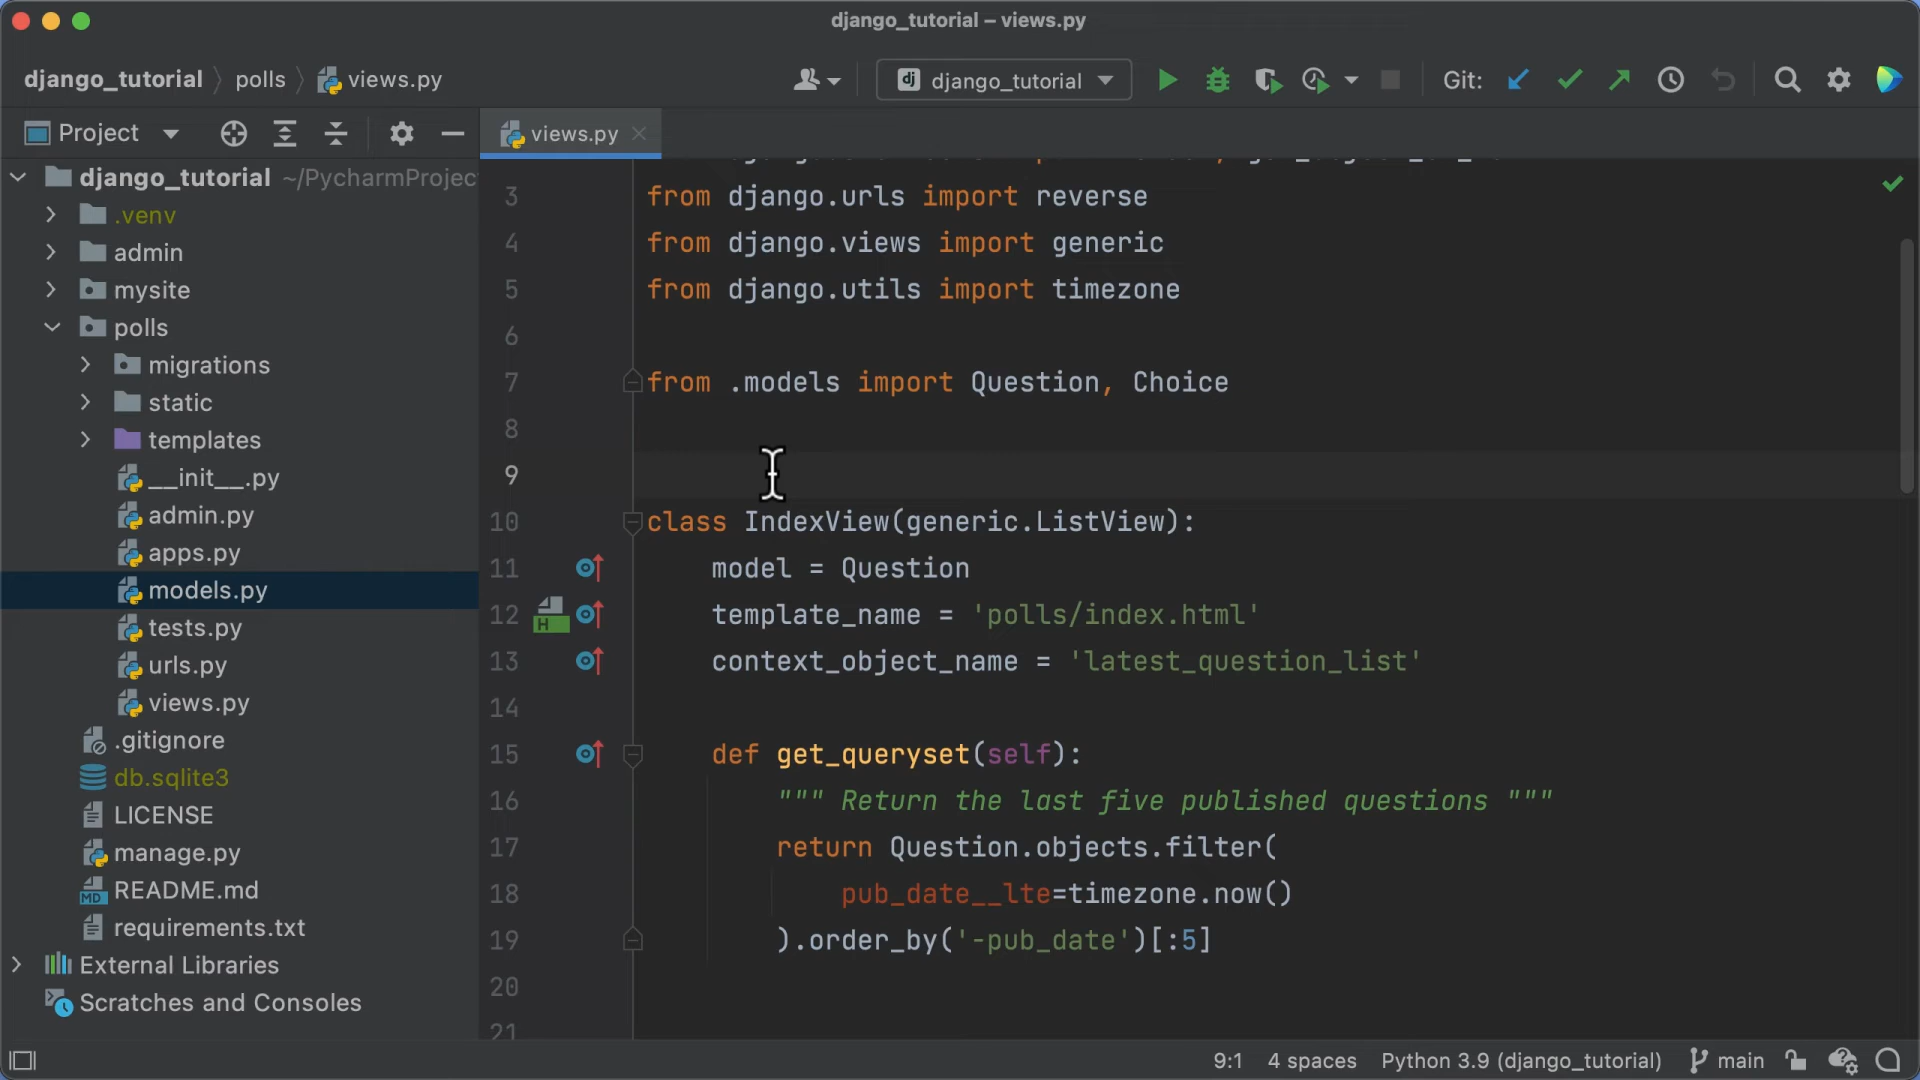 django_tutorial – views.py
django_tutorial polls views.py
dj django_tutorial
Git:
Project
django_tutorial ~/PycharmProjec
.venv
admin
mysite
polls
migrations
static
templates
__init__.py
admin.py
apps.py
models.py
tests.py
urls.py
views.py
.gitignore
db.sqlite3
LICENSE
manage.py
MD README.md
requirements.txt
External Libraries
Scratches and Consoles
views.py
3 from django.urls import reverse
4 from django.views import generic
5 from django.utils import timezone
6
7 from .models import Question, Choice
8
9
10 class IndexView(generic.ListView):
11 model = Question
12 H template_name = 'polls/index.html'
13 context_object_name = 'latest_question_list'
14
15 def get_queryset(self):
16 """ Return the last five published questions """
17 return Question.objects.filter(
18 pub_date__lte=timezone.now()
19 ).order_by('-pub_date')[:5]
20
21
9:1 4 spaces Python 3.9 (django_tutorial) main